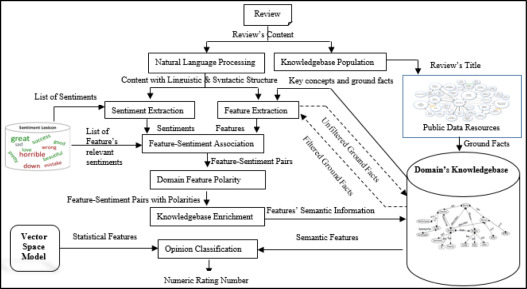 Review
Review's Content
Natural Language Processing
Knowledgebase Population
Review's Title
Content with Linguistic & Syntactic Structure
Key concepts and ground facts
List of Sentiments
Sentiment Extraction
Feature Extraction
Public Data Resources
Sentiment Lexicon
great
success
good
love
wrong
horrible
beautiful
down
mistake
List of
Feature's
relevant
sentiments
Sentiments
Features
Unfiltered Ground Facts
Filtered Ground Facts
Ground Facts
Feature-Sentiment Association
Feature-Sentiment Pairs
Domain's Knowledgebase
Domain Feature Polarity
Feature-Sentiment Pairs with Polarities
Knowledgebase Enrichment
Features' Semantic Information
Vector
Space
Model
Statistical Features
Opinion Classification
Semantic Features
Numeric Rating Number